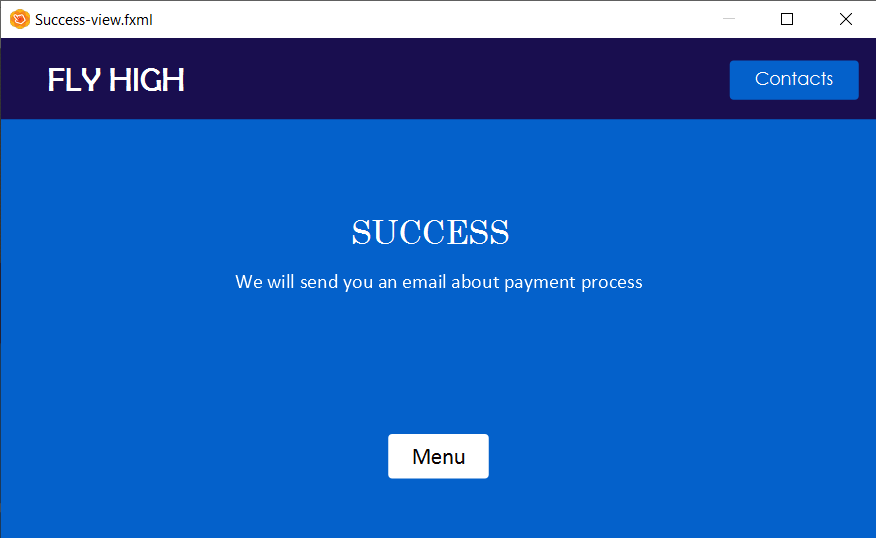 Success-view.fxml
FLY HIGH
Contacts
SUCCESS
We will send you an email about payment process
Menu